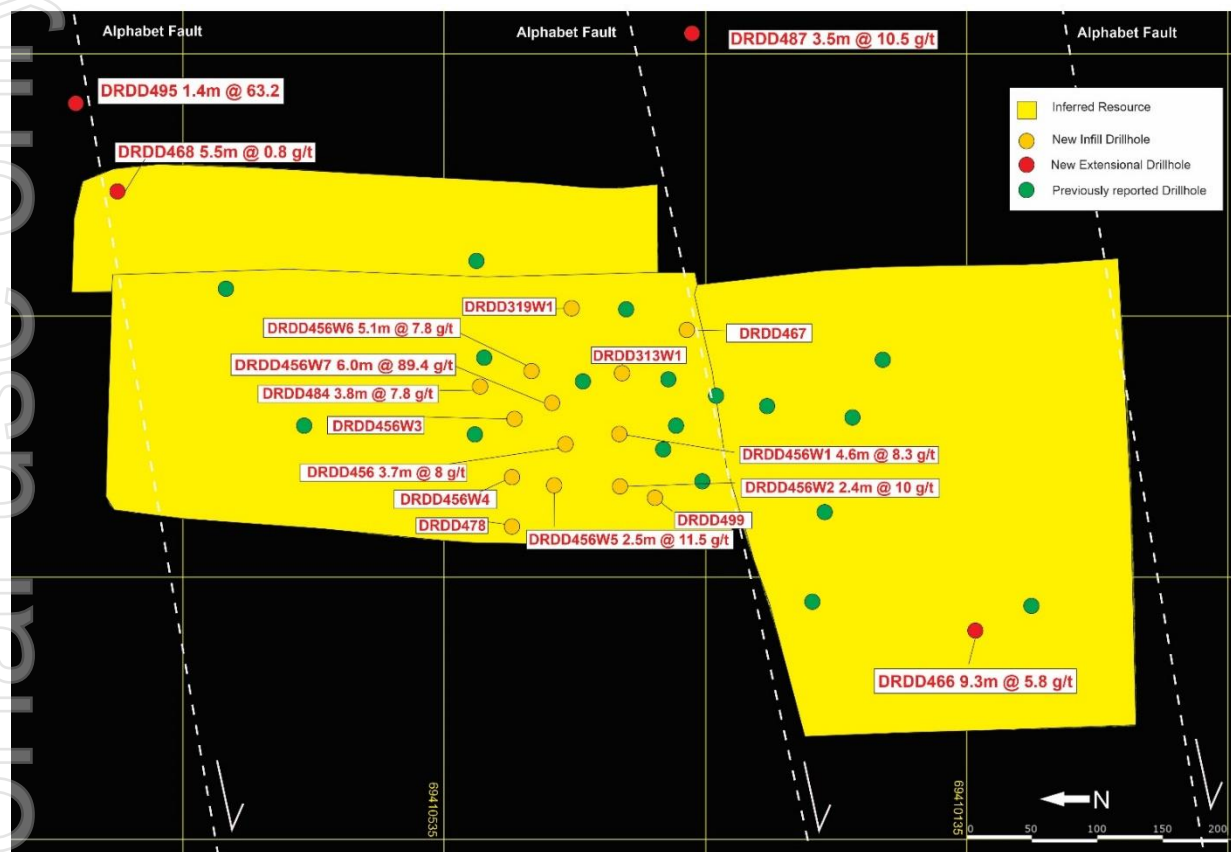 Alphabet Fault
Alphabet Fault
Alphabet Fault
DRDD487 3.5m @ 10.5 g/t
DRDD495 1.4m @ 63.2
Inferred Resource
New Infill Drillhole
New Extensional Drillhole
Previously reported Drillhole
DRDD468 5.5m @ 0.8 g/t
DRDD319W1
DRDD456W6 5.1m @ 7.8 g/t
DRDD467
DRDD313W1
DRDD456W7 6.0m @ 89.4 g/t
DRDD484 3.8m @ 7.8 g/t
DRDD456W3
DRDD456W1 4.6m @ 8.3 g/t
DRDD456 3.7m @ 8 g/t
DRDD456W2 2.4m @ 10 g/t
DRDD456W4
DRDD499
DRDD478
DRDD456W5 2.5m @ 11.5 g/t
DRDD466 9.3m @ 5.8 g/t
69410535
69410135
N
0 50 100 150 200